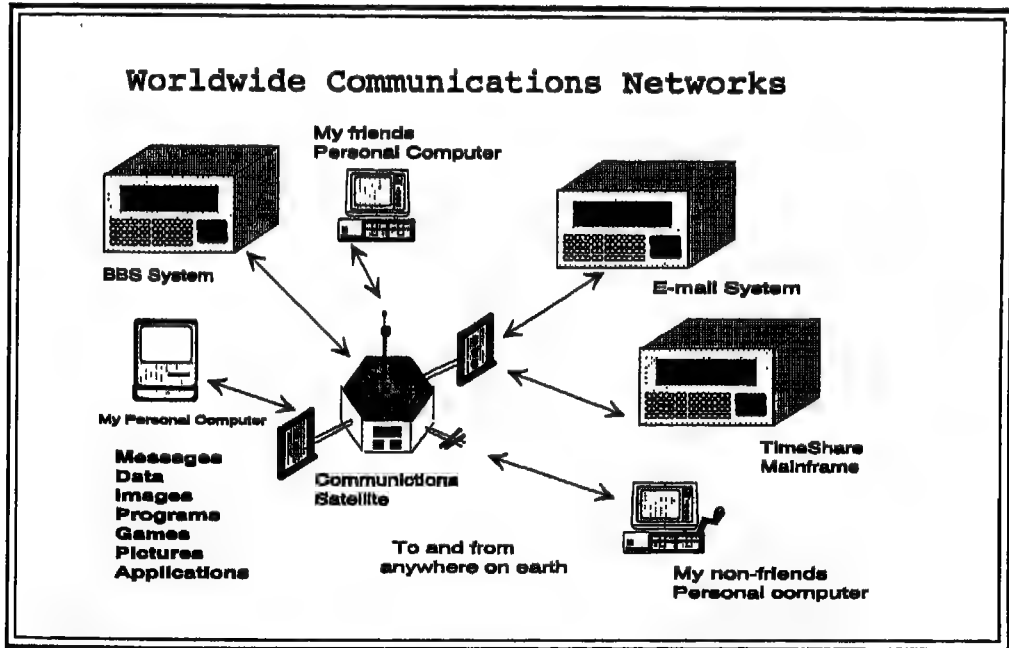 Worldwide Communications Networks
My friends
Personal Computer
BBS System
E-mail System
My Personal Computer
TimeShare
Mainframe
Messages
Data
Images
Programs
Games
Pictures
Applications
Communictions
Satellite
To and from
anywhere on earth
My non-friends
Personal computer